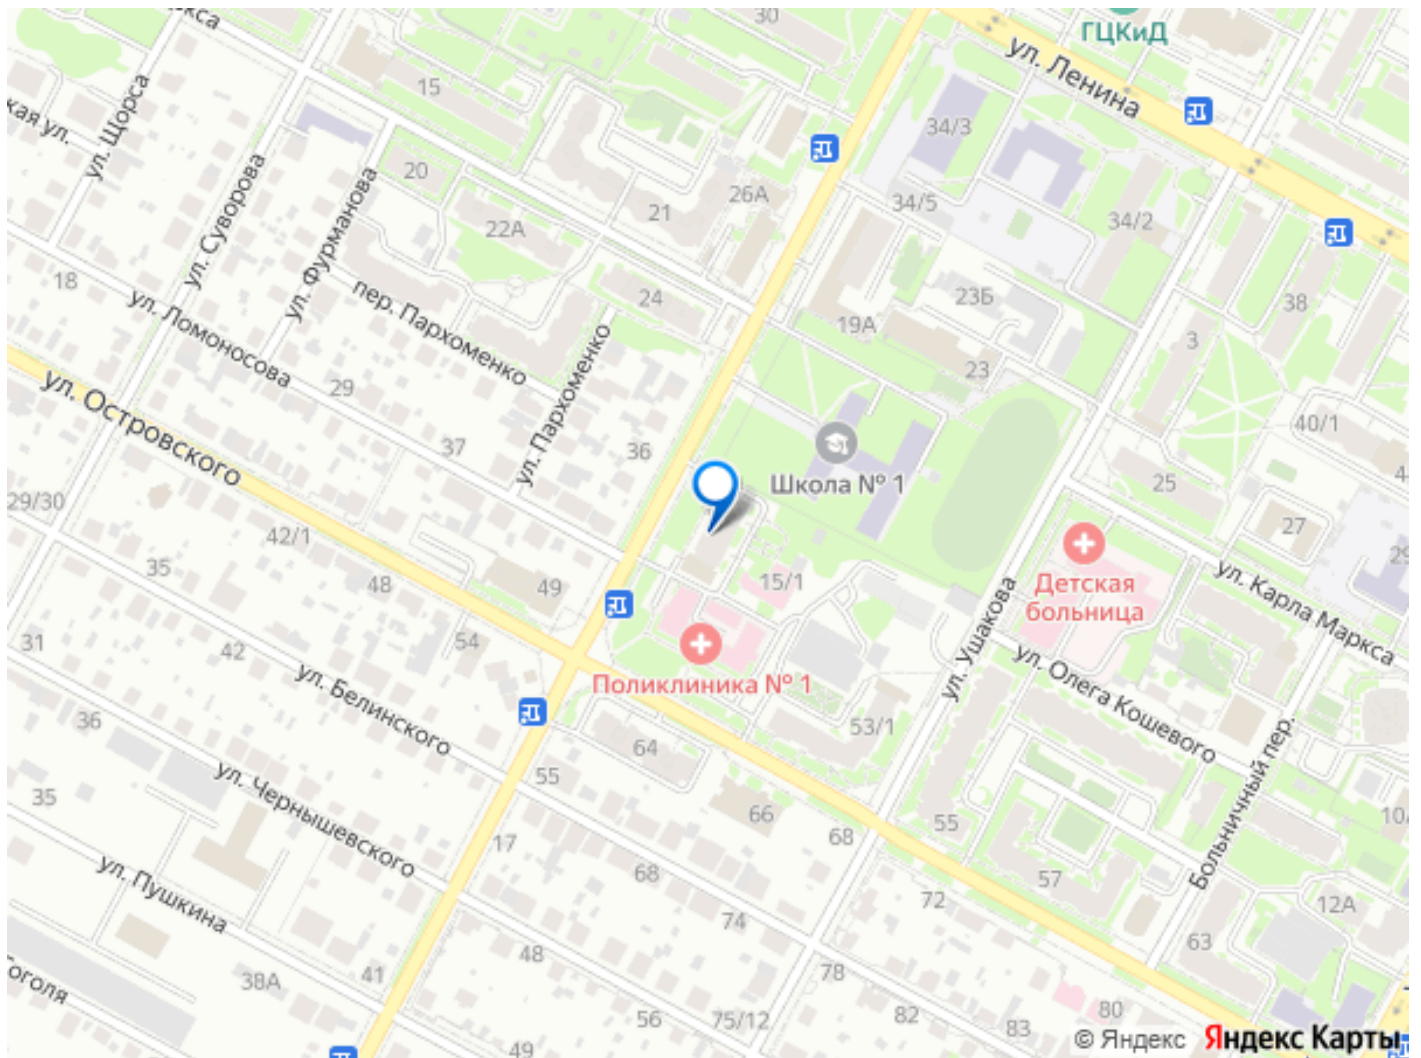 30
ГЦКиД
ул. Ленина
15
ул. Щорса
34/3
20
26А
21
34/5
34/2
22А
ул. Суворова
ул. Фурманова
18
24
23Б
38
пер. Пархоменко
19А
3
ул. Ломоносова
29
23
ул. Островского
ул. Пархоменко
36
37
40/1
Школа № 1
25
29/30
27
42/1
35
48
49
15/1
Детская
больница
ул. Карла Маркса
31
42
54
ул. Ушакова
Поликлиника № 1
ул. Олега Кошевого
ул. Белинского
36
64
53/1
Больничный пер.
55
35
ул. Чернышевского
17
66
68
55
ул. Пушкина
68
57
72
74
12А
63
48
78
38А
41
56
75/12
82
83
80
49
© Яндекс Яндекс Карты